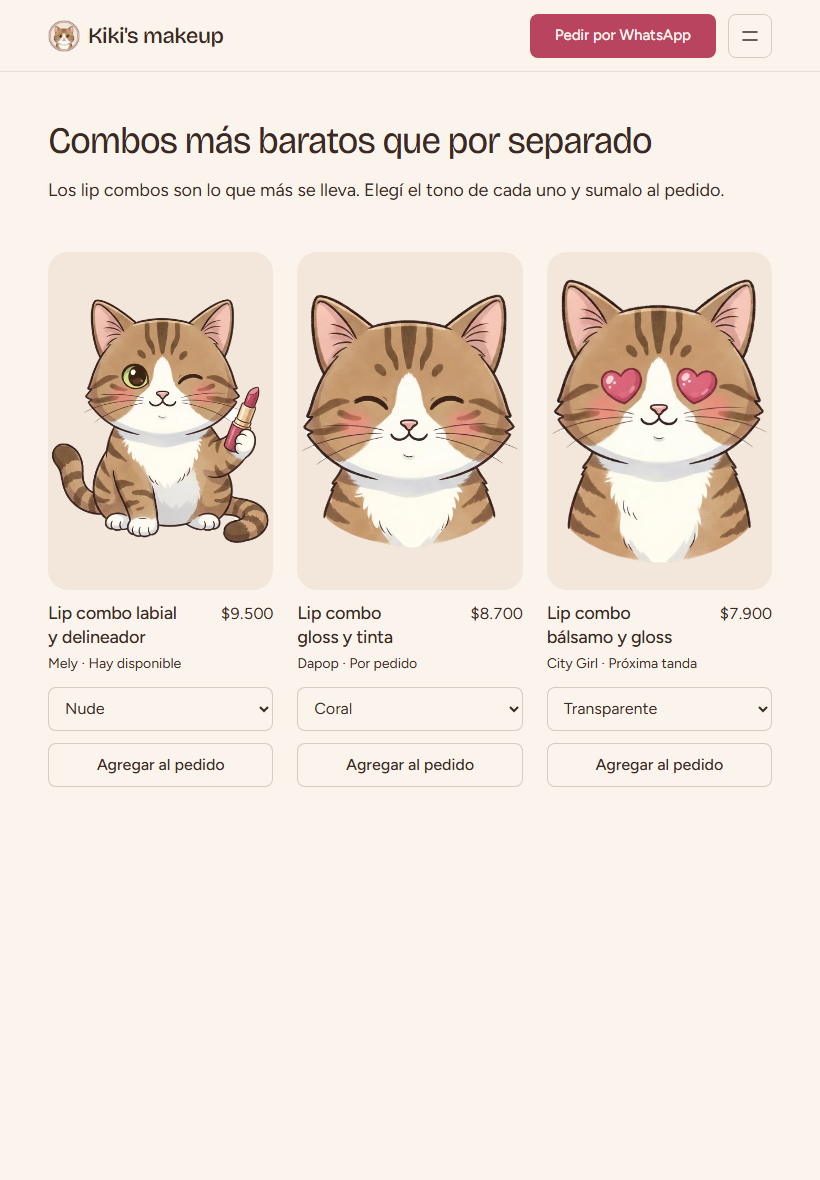 Kiki's makeup
Pedir por WhatsApp
Combos más baratos que por separado
Los lip combos son lo que más se lleva. Elegí el tono de cada uno y sumalo al pedido.
Lip combo labial
y delineador
$9.500
Mely · Hay disponible
Nude
Agregar al pedido
Lip combo
gloss y tinta
$8.700
Dapop · Por pedido
Coral
Agregar al pedido
Lip combo
bálsamo y gloss
$7.900
City Girl · Próxima tanda
Transparente
Agregar al pedido